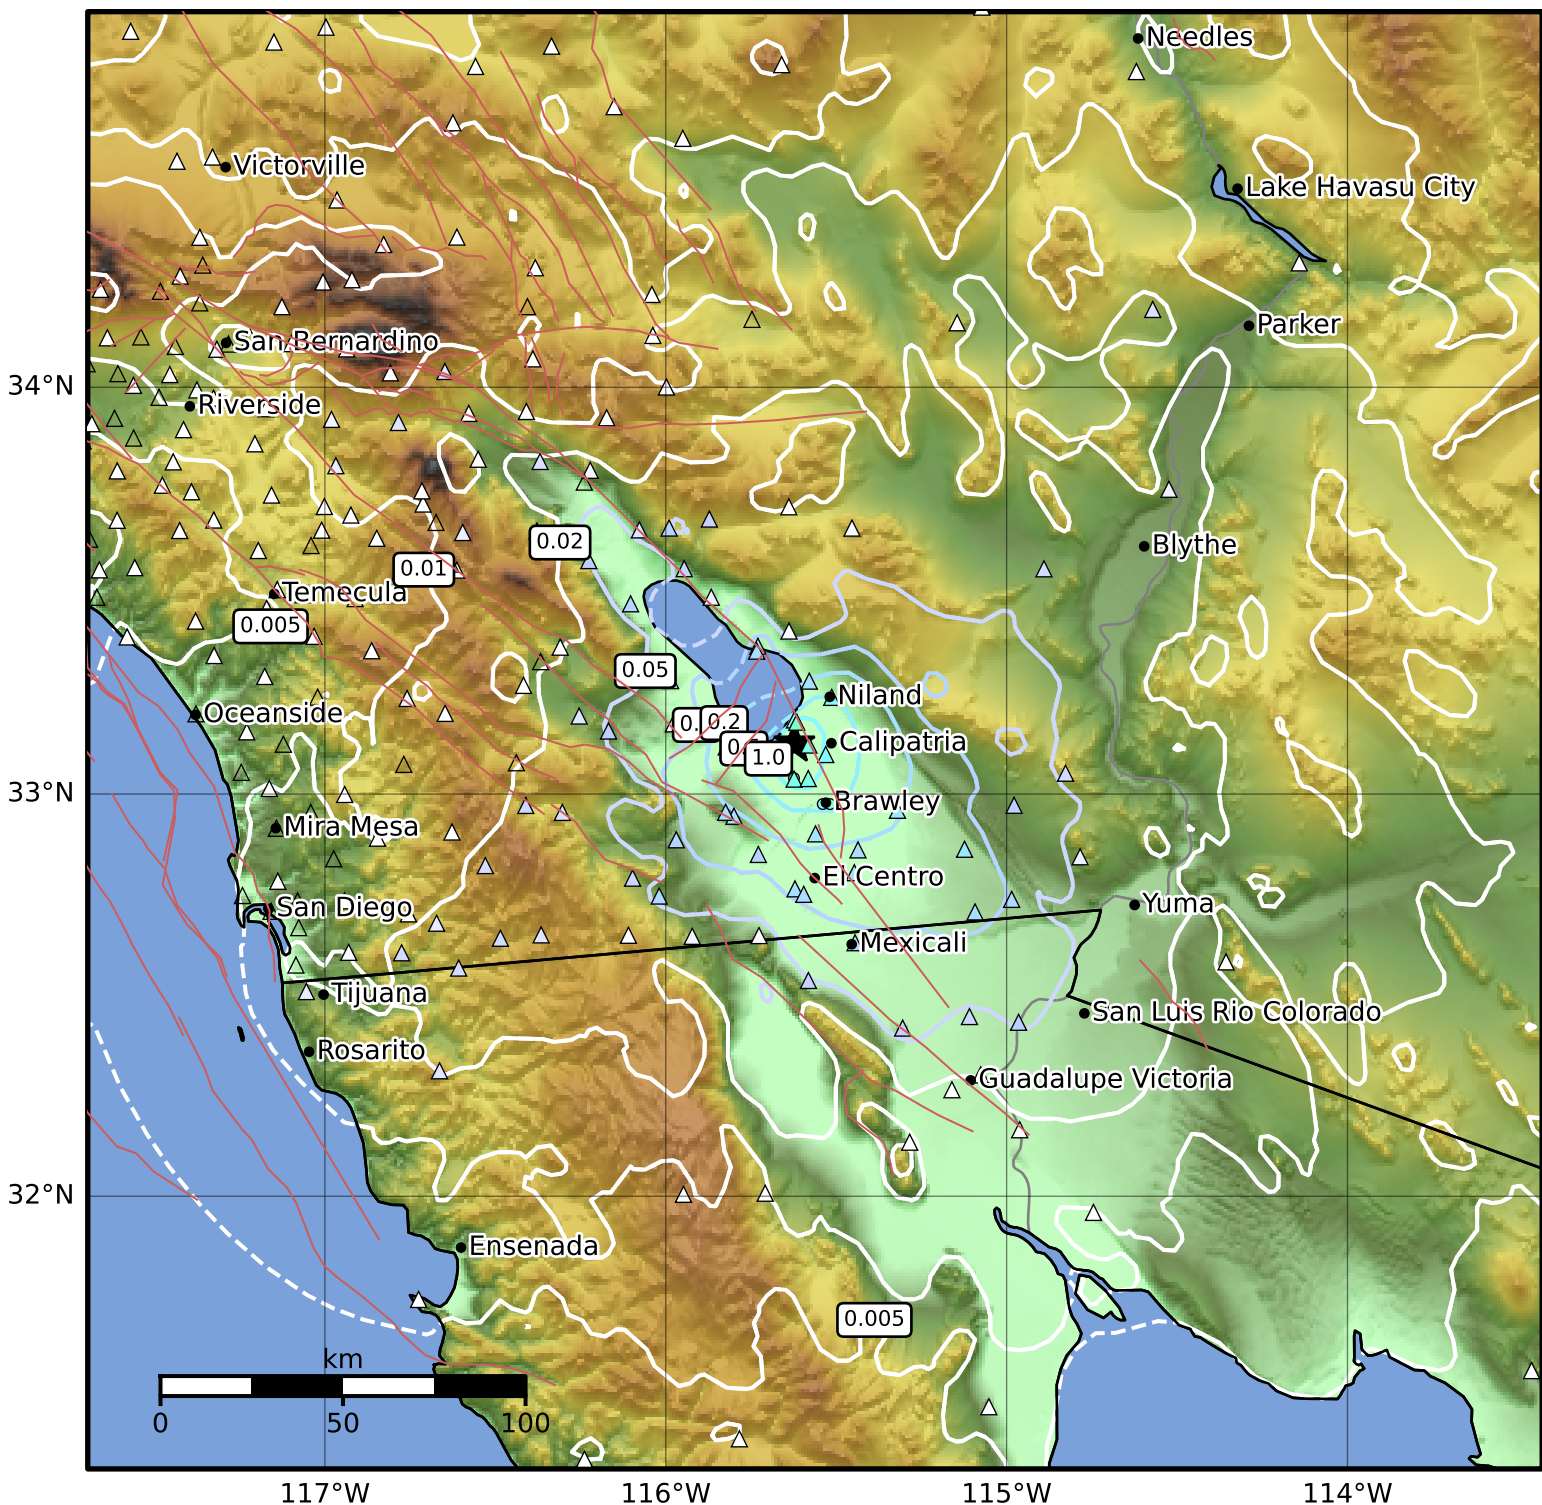 Needles
Victorville
Lake Havasu City
Parker
San Bernardino
34°N
Riverside
0.02
Blythe
0.01
Temecula
0.005
0.05
Niland
Oceanside
0.2
Calipatria
1.0
33°N
Brawley
Mira Mesa
El Centro
San Diego
Yuma
Mexicali
Tijuana
San Luis Rio Colorado
Rosarito
Guadalupe Victoria
32°N
Ensenada
0.005
km
0 50 100
117°W 116°W 115°W 114°W